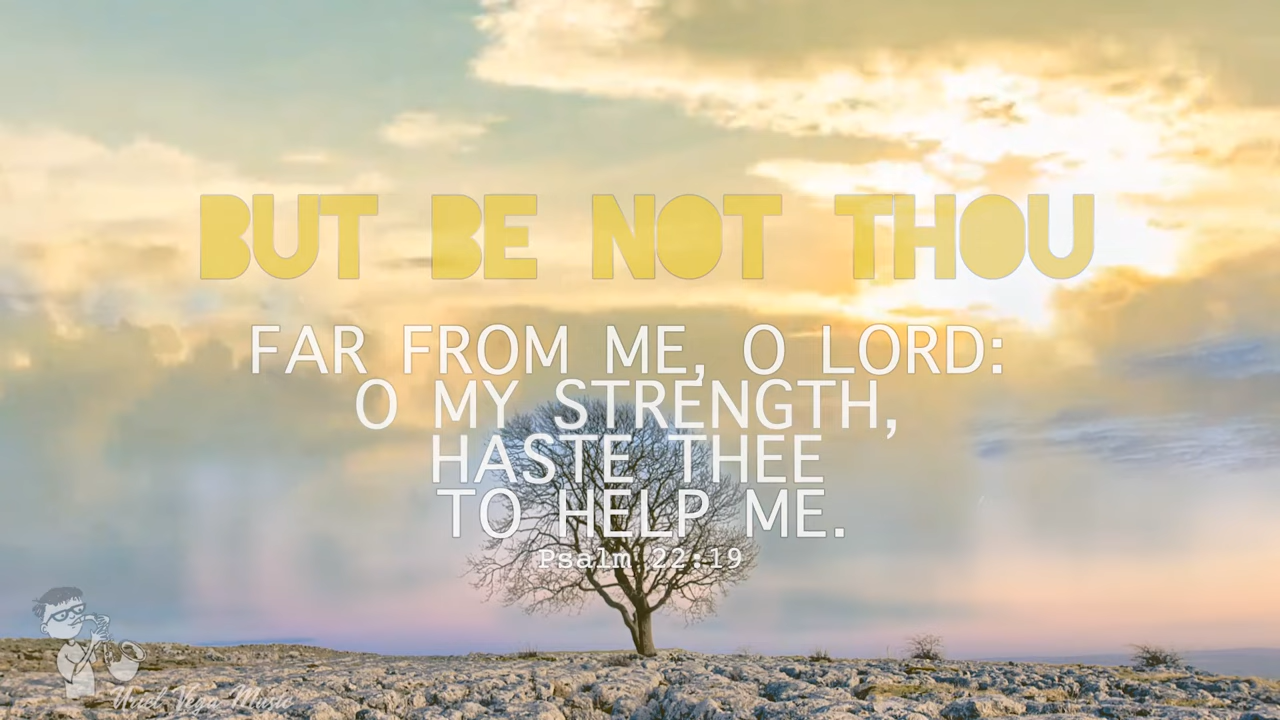 BUT BE NOT THOU
FAR FROM ME, O LORD:
O MY STRENGTH,
HASTE THEE
TO HELP ME.
Psalm 22:19
Uriel Vega Music